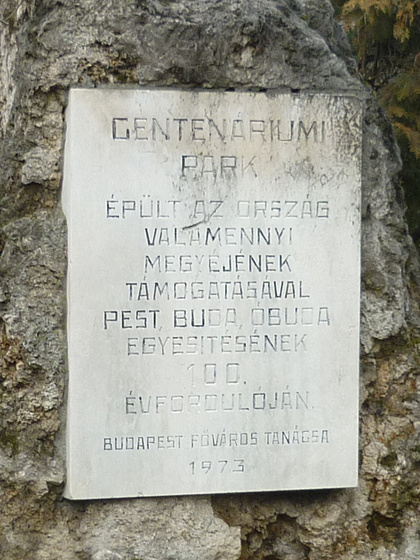 CENTENÁRIUMI
PARK
ÉPÜLT AZ ORSZÁG
VALAMENNYI
MEGYÉJÉNEK
TÁMOGATÁSÁVAL
PEST, BUDA, ÓBUDA
EGYESITÉSÉNEK
100.
ÉVFORDULÓJÁN.
BUDAPEST FŐVÁROS TANÁCSA
1973